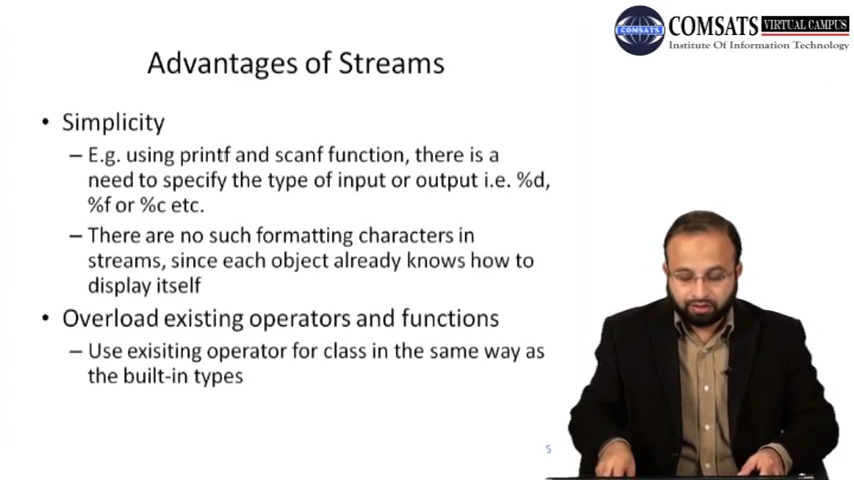 COMSATS VIRTUAL CAMPUS
COMSATS
Institute Of Information Technology
Advantages of Streams
• Simplicity
– E.g. using printf and scanf function, there is a
need to specify the type of input or output i.e. %d,
%f or %c etc.
– There are no such formatting characters in
streams, since each object already knows how to
display itself
• Overload existing operators and functions
– Use exisiting operator for class in the same way as
the built-in types
5